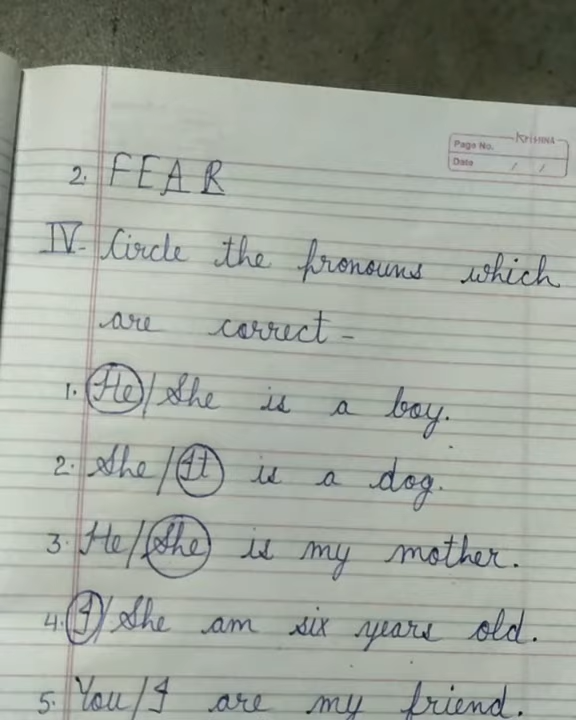 KRISHNA
Page No.
Date / /
2. FEAR
IV. Circle the pronouns which
are correct -
1. He/She is a boy.
2. She/It is a dog.
3. He/She is my mother.
4. I/She am six years old.
5. You/I are my friend.